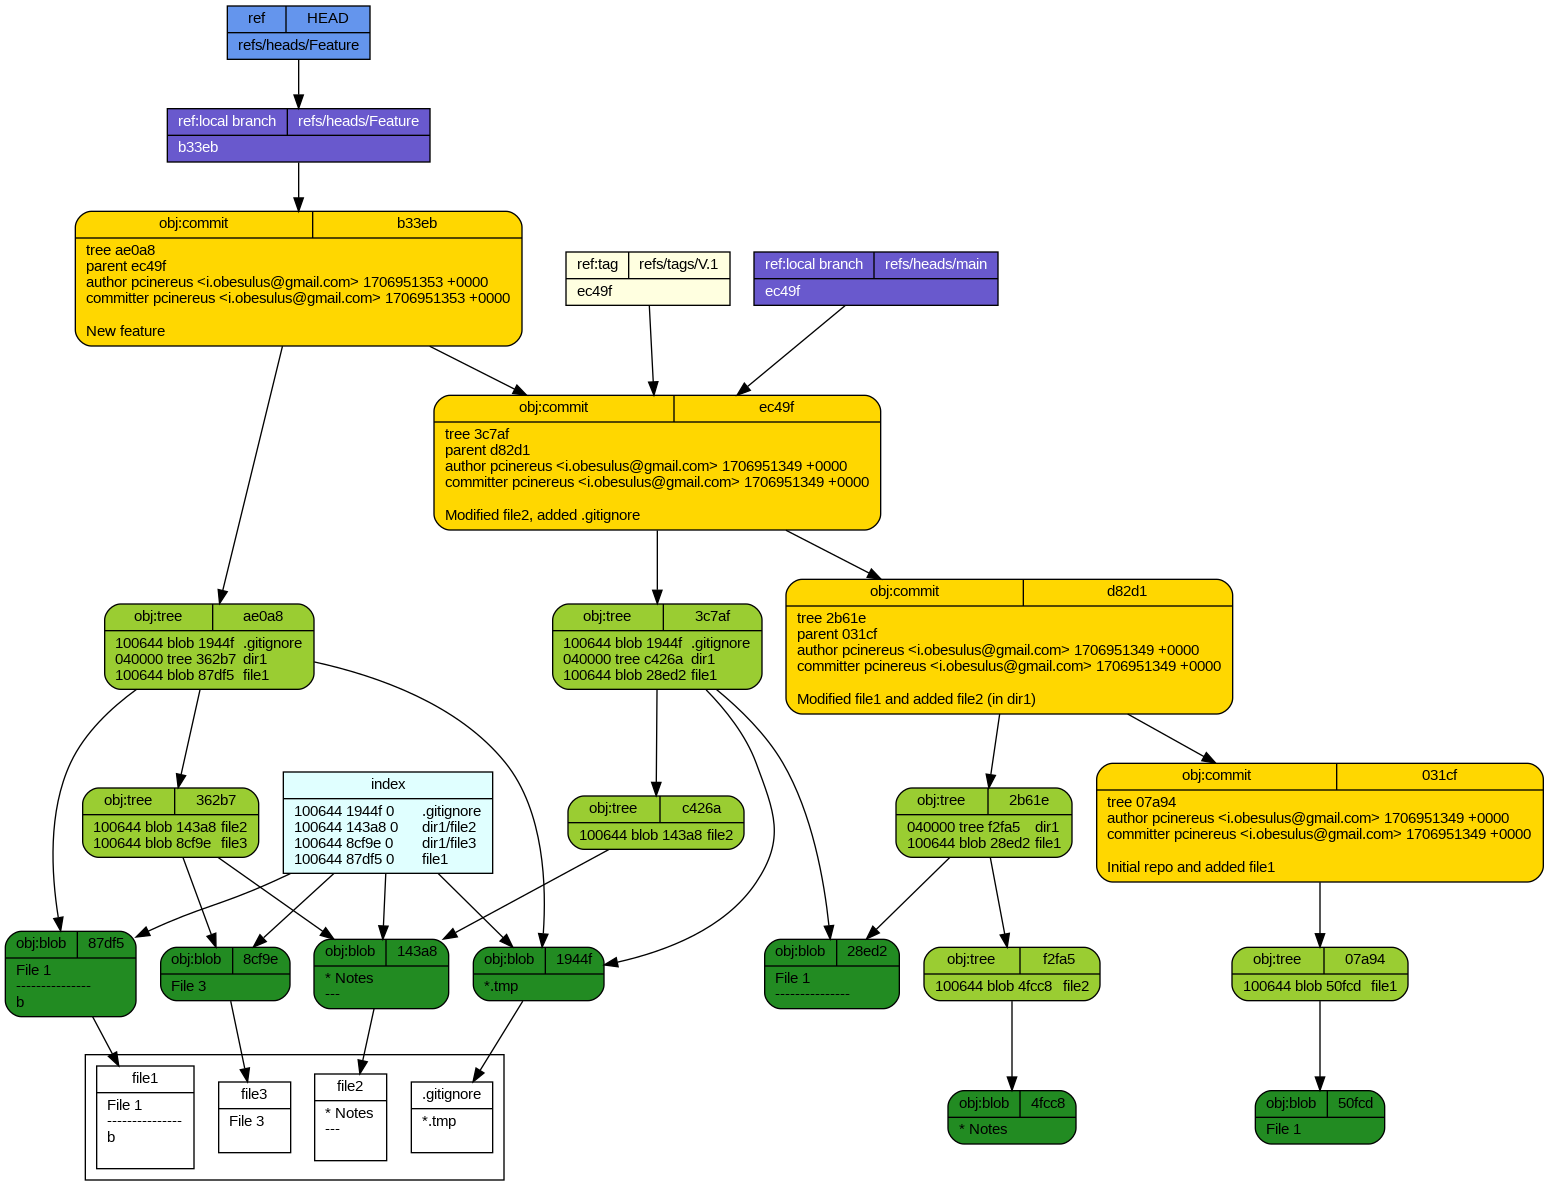 ref HEAD
refs/heads/Feature
ref:local branch refs/heads/Feature
b33eb
obj:commit b33eb
tree ae0a8
parent ec49f
author pcinereus <i.obesulus@gmail.com> 1706951353 +0000
committer pcinereus <i.obesulus@gmail.com> 1706951353 +0000
New feature
ref:tag refs/tags/V.1
ec49f
ref:local branch refs/heads/main
ec49f
obj:commit ec49f
tree 3c7af
parent d82d1
author pcinereus <i.obesulus@gmail.com> 1706951349 +0000
committer pcinereus <i.obesulus@gmail.com> 1706951349 +0000
Modified file2, added .gitignore
obj:tree ae0a8
100644 blob 1944f .gitignore
040000 tree 362b7 dir1
100644 blob 87df5 file1
obj:tree 3c7af
100644 blob 1944f .gitignore
040000 tree c426a dir1
100644 blob 28ed2 file1
obj:commit d82d1
tree 2b61e
parent 031cf
author pcinereus <i.obesulus@gmail.com> 1706951349 +0000
committer pcinereus <i.obesulus@gmail.com> 1706951349 +0000
Modified file1 and added file2 (in dir1)
obj:tree 362b7
100644 blob 143a8 file2
100644 blob 8cf9e file3
index
100644 1944f 0 .gitignore
100644 143a8 0 dir1/file2
100644 8cf9e 0 dir1/file3
100644 87df5 0 file1
obj:tree c426a
100644 blob 143a8 file2
obj:tree 2b61e
040000 tree f2fa5 dir1
100644 blob 28ed2 file1
obj:commit 031cf
tree 07a94
author pcinereus <i.obesulus@gmail.com> 1706951349 +0000
committer pcinereus <i.obesulus@gmail.com> 1706951349 +0000
Initial repo and added file1
obj:blob 87df5
File 1
---------------
b
obj:blob 8cf9e
File 3
obj:blob 143a8
* Notes
---
obj:blob 1944f
*.tmp
obj:blob 28ed2
File 1
---------------
obj:tree f2fa5
100644 blob 4fcc8 file2
obj:tree 07a94
100644 blob 50fcd file1
file1
File 1
---------------
b
file3
File 3
file2
* Notes
---
.gitignore
*.tmp
obj:blob 4fcc8
* Notes
obj:blob 50fcd
File 1